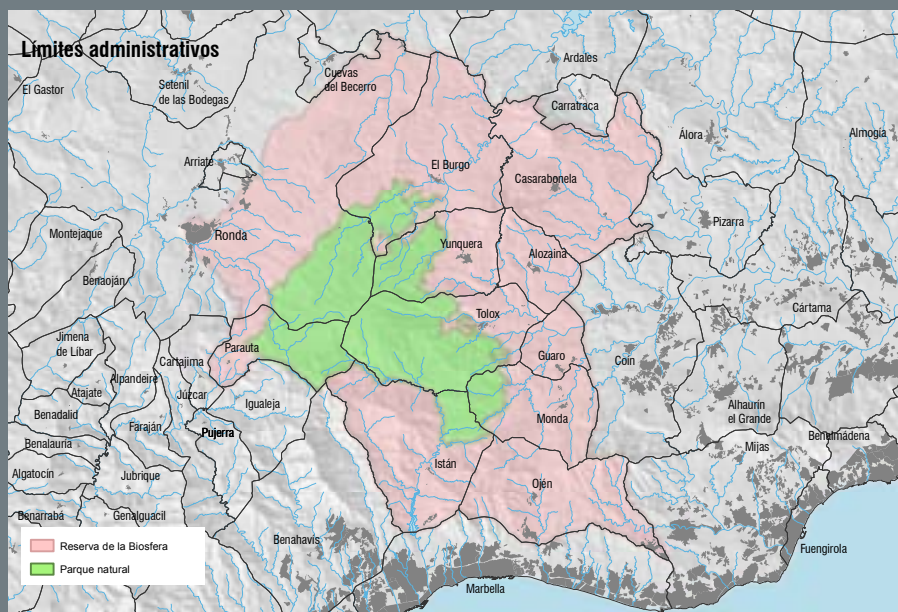 Límites administrativos
El Gastor
Setenil
de las Bodegas
Cuevas
del Becerro
Ardales
Carratraca
Álora
Almogía
Arriate
El Burgo
Casarabonela
Montejaque
Ronda
Pizarra
Benaoján
Yunquera
Alozaina
Cártama
Jimena
de Líbar
Parauta
Tolox
Cartajima
Guaro
Coín
Alpandeire
Atajate
Júzcar
Igualeja
Benadalid
Faraján
Pujerra
Monda
Alhaurín
el Grande
Benalauría
Istán
Mijas
Benalmádena
Algatocín
Jubrique
Ojén
Benarrabá
Genalguacil
Benahavis
Fuengirola
Marbella
Reserva de la Biosfera
Parque natural